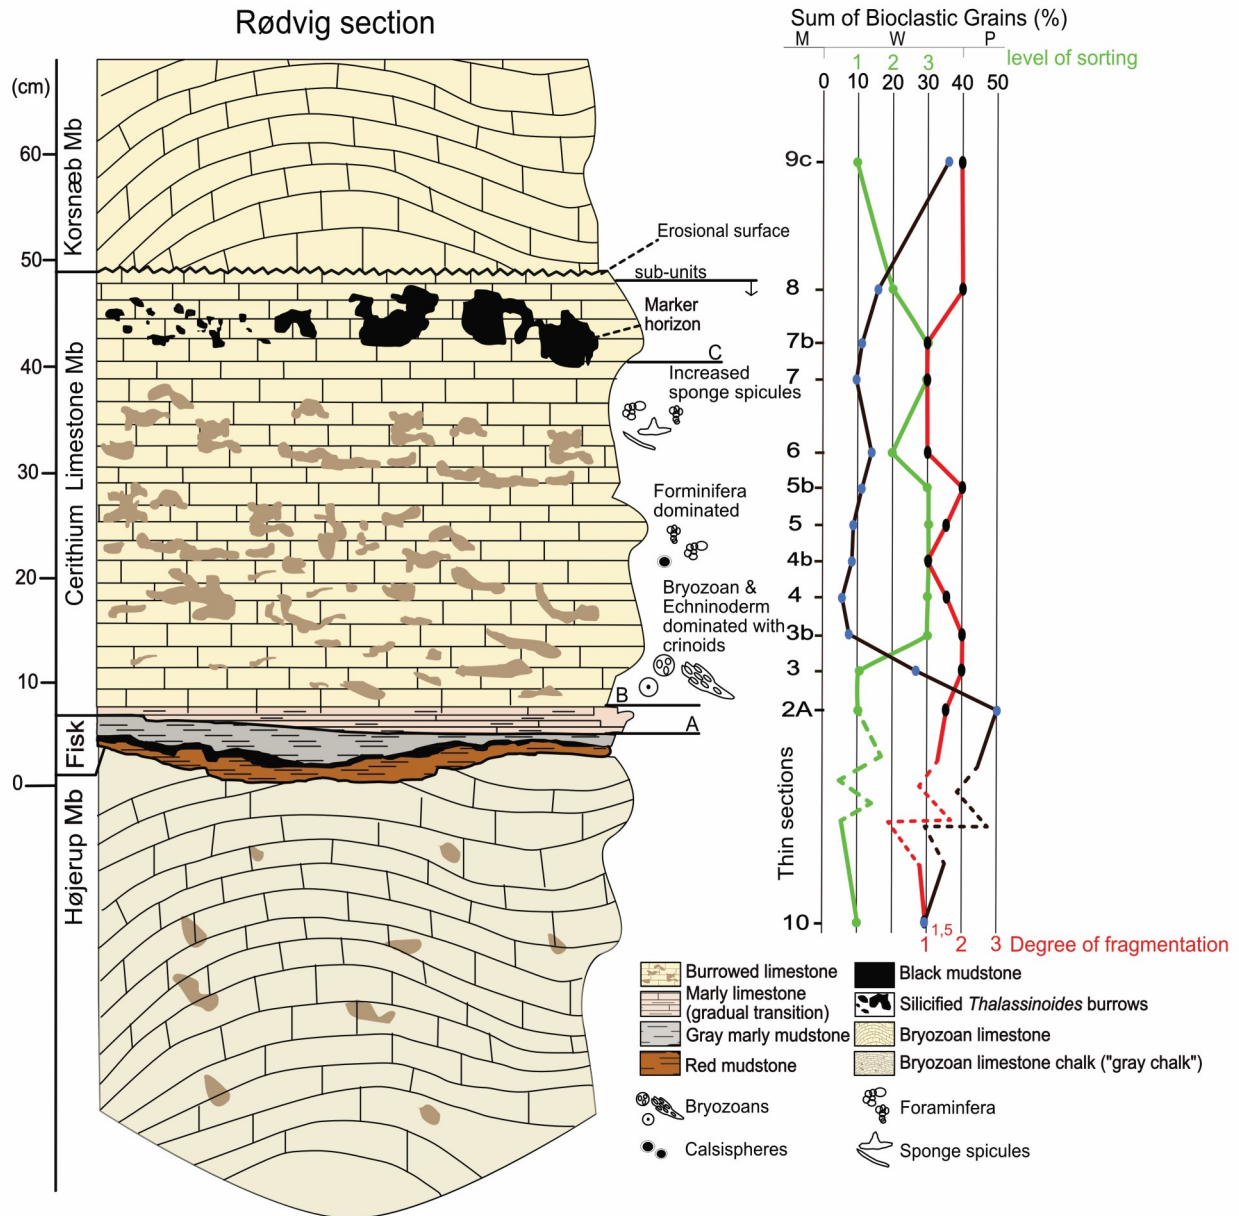 Rødvig section
(cm)
60
50
40
30
20
10
0
Korsnæb Mb
Cerithium Limestone Mb
Fisk
Højerup Mb
Erosional surface
sub-units
Marker
horizon
C
Increased
sponge spicules
Forminifera
dominated
Bryozoan &
Echninoderm
dominated with
crinoids
B
A
Sum of Bioclastic Grains (%)
M W P
1 2 3 level of sorting
0 10 20 30 40 50
9c
8
7b
7
6
5b
5
4b
4
3b
3
2A
10
Thin sections
1 1,5 2 3 Degree of fragmentation
Burrowed limestone
Marly limestone
(gradual transition)
Gray marly mudstone
Red mudstone
Bryozoans
Calsispheres
Black mudstone
Silicified Thalassinoides burrows
Bryozoan limestone
Bryozoan limestone chalk ("gray chalk")
Foraminfera
Sponge spicules